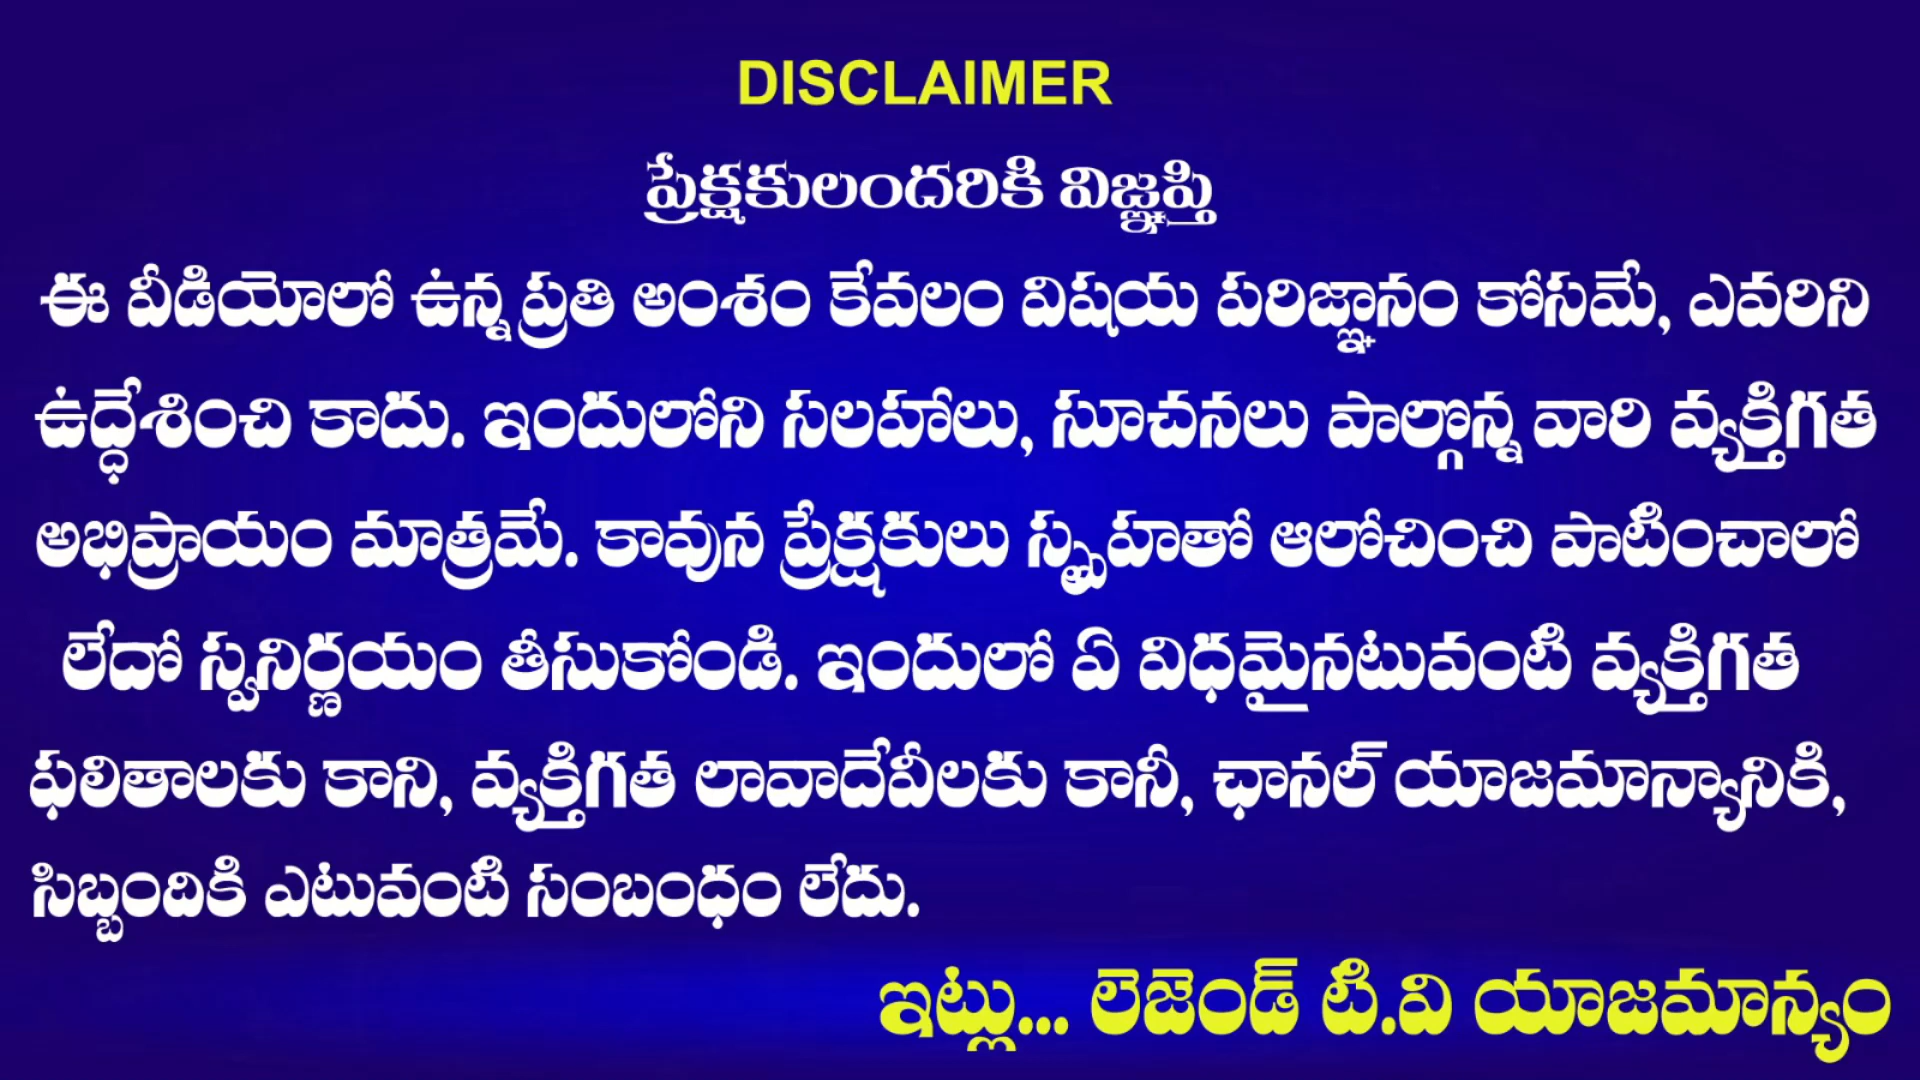 DISCLAIMER
ప్రేక్షకులందరికి విజ్ఞప్తి
ఈ వీడియోలో ఉన్న ప్రతి అంశం కేవలం విషయ పరిజ్ఞానం కోసమే, ఎవరిని
ఉద్ధేశించి కాదు. ఇందులోని సలహాలు, సూచనలు పాల్గొన్న వారి వ్యక్తిగత
అభిప్రాయం మాత్రమే. కావున ప్రేక్షకులు స్పృహతో ఆలోచించి పాటించాలో
లేదో స్వనిర్ణయం తీసుకోండి. ఇందులో ఏ విధమైనటువంటి వ్యక్తిగత
ఫలితాలకు కాని, వ్యక్తిగత లావాదేవీలకు కానీ, ఛానల్ యాజమాన్యానికి,
సిబ్బందికి ఎటువంటి సంబంధం లేదు.
ఇట్లు... లెజెండ్ టి.వి యాజమాన్యం